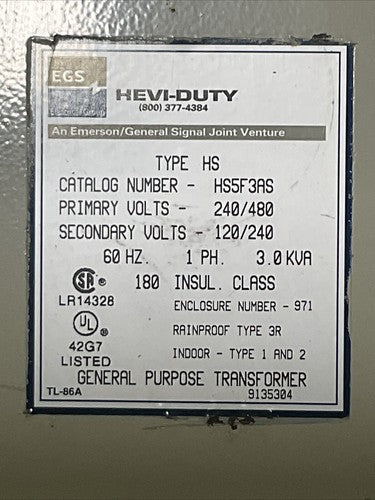 EGS
HEVI-DUTY
(800) 377-4384
An Emerson/General Signal Joint Venture
TYPE HS
CATALOG NUMBER - HS5F3AS
PRIMARY VOLTS - 240/480
SECONDARY VOLTS - 120/240
60 HZ. 1 PH. 3.0 KVA
SA ® 180 INSUL. CLASS
LR14328 ENCLOSURE NUMBER - 971
UL ® RAINPROOF TYPE 3R
42G7 INDOOR - TYPE 1 AND 2
LISTED
GENERAL PURPOSE TRANSFORMER
TL-86A 9135304